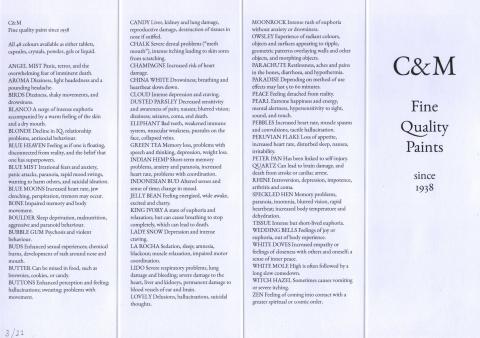 C&M
Fine quality paint since 1938
All 48 colours available as either tablets,
capsules, crystals, powder, gels or liquid.
ANGEL MIST Panic, terror, and the
overwhelming fear of imminent death.
AROMA Dizziness, light headedness and a
pounding headache.
BIRDS Dizziness, shaky movements, and
drowsiness.
BLANCO A surge of intense euphoria
accompanied by a warm feeling of the skin
and a dry mouth.
BLONDE Decline in IQ, relationship
problems, antisocial behaviour.
BLUE HEAVEN Feeling as if one is floating,
disconnected from reality, and the belief that
one has superpowers.
BLUE MIST Irrational fears and anxiety,
panic attacks, paranoia, rapid mood swings,
wanting to harm others, and suicidal ideation.
BLUE MOONS Increased heart rate, jaw
clenching, perspiration, tremors may occur.
BONE Impaired memory and body
movement.
BOULDER Sleep deprivation, malnutrition,
aggressive and paranoid behaviour.
BUBBLE GUM Psychosis and violent
behaviour.
BUDS Enhanced sexual experiences; chemical
burns, development of rash around nose and
mouth.
BUTTER Can be mixed in food, such as
brownies, cookies, or candy.
BUTTONS Enhanced perception and feeling;
hallucinations; sweating; problems with
movement.
CANDY Liver, kidney and lung damage,
reproductive damage, destruction of tissues in
nose if sniffed.
CHALK Severe dental problems ("meth
mouth"), intense itching leading to skin sores
from scratching.
CHAMPAGNE Increased risk of heart
damage.
CHINA WHITE Drowsiness; breathing and
heartbeat slows down.
CLOUD Intense depression and craving.
DUSTED PARSLEY Decreased sensitivity
and awareness of pain; nausea; blurred vision;
dizziness; seizures, coma, and death.
ELEPHANT Bad teeth, weakened immune
system, muscular weakness, pustules on the
face, collapsed veins.
GREEN TEA Memory loss, problems with
speech and thinking, depression, weight loss.
INDIAN HEMP Short-term memory
problems, anxiety and paranoia, increased
heart rate, problems with coordination.
INDONESIAN BUD Altered senses and
sense of time; change in mood.
JELLY BEAN Feeling energised, wide awake,
excited and chatty.
KING IVORY A state of euphoria and
relaxation; but can cause breathing to stop
completely, which can lead to death.
LADY SNOW Depression and intense
craving.
LA ROCHA Sedation, sleep; amnesia,
blackout; muscle relaxation, impaired motor
coordination.
LIDO Severe respiratory problems, lung
damage and bleeding; severe damage to the
heart, liver and kidneys, permanent damage to
blood vessels of ear and brain.
LOVELY Delusions, hallucinations, suicidal
thoughts.
MOONROCK Intense rush of euphoria
without anxiety or drowsiness.
OWSLEY Experience of radiant colours,
objects and surfaces appearing to ripple,
geometric patterns overlaying walls and other
objects, and morphing objects.
PARACHUTE Restlessness, aches and pains
in the bones, diarrhoea, and hypothermia.
PARADISE Depending on method of use
effects may last 5 to 60 minutes.
PEACE Feeling detached from reality.
PEARL Extreme happiness and energy;
mental alertness, hypersensitivity to sight,
sound, and touch.
PEBBLES Increased heart rate, muscle spasms
and convulsions, tactile hallucination.
PERUVIAN FLAKE Loss of appetite,
increased heart rate, disturbed sleep, nausea,
irritability.
PETER PAN Has been linked to self-injury.
QUARTZ Can lead to brain damage, and
death from stroke or cardiac arrest.
RHINE Introversion, depression, impotence,
arthritis and coma.
SPECKLED HEN Memory problems,
paranoia, insomnia, blurred vision, rapid
heartbeat; increased body temperature and
dehydration.
TISSUE Intense but short-lived euphoria.
WEDDING BELLS Feelings of joy or
euphoria, out of body experience.
WHITE DOVES Increased empathy or
feelings of closeness with others and oneself; a
sense of inner peace.
WHITE MOLE High is often followed by a
long slow comedown.
WITCH HAZEL Sometimes causes vomiting
or severe itching.
ZEN Feeling of coming into contact with a
greater spiritual or cosmic order.
C&M
Fine
Quality
Paints
since
1938
3/21